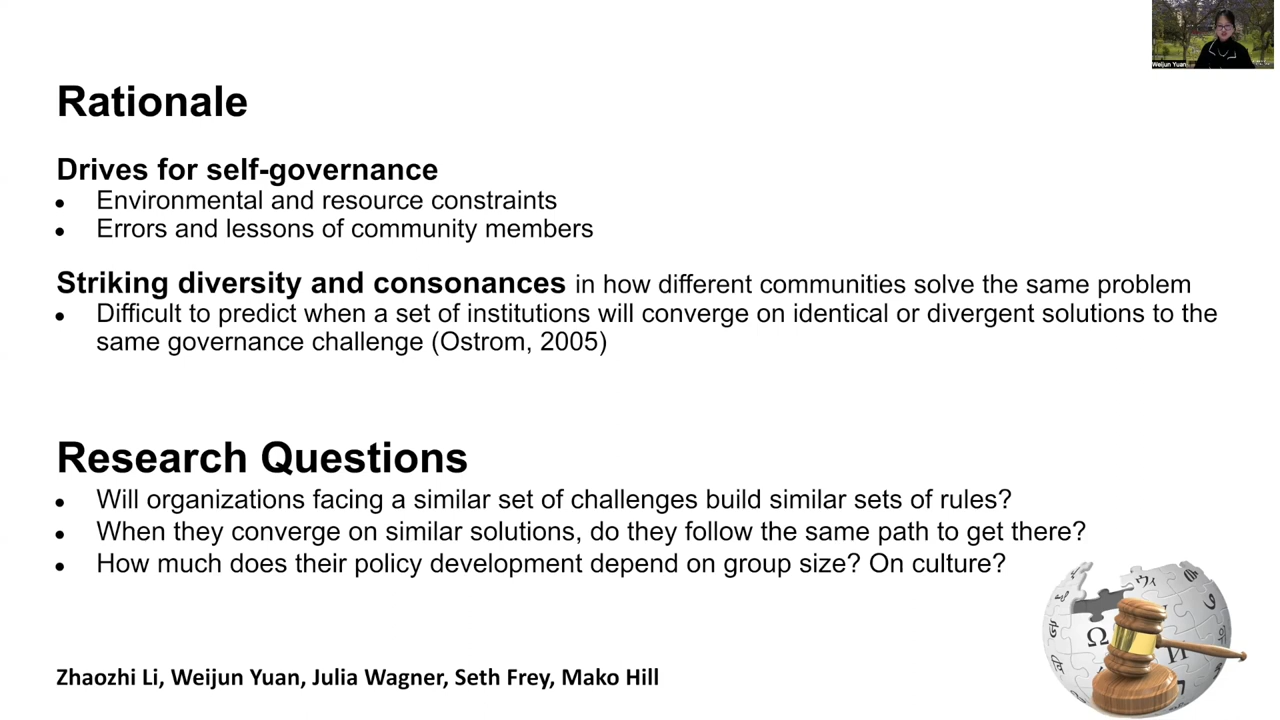 Weijun Yuan
Rationale
Drives for self-governance
• Environmental and resource constraints
• Errors and lessons of community members
Striking diversity and consonances in how different communities solve the same problem
• Difficult to predict when a set of institutions will converge on identical or divergent solutions to the
same governance challenge (Ostrom, 2005)
Research Questions
• Will organizations facing a similar set of challenges build similar sets of rules?
• When they converge on similar solutions, do they follow the same path to get there?
• How much does their policy development depend on group size? On culture?
Ω
И
Zhaozhi Li, Weijun Yuan, Julia Wagner, Seth Frey, Mako Hill